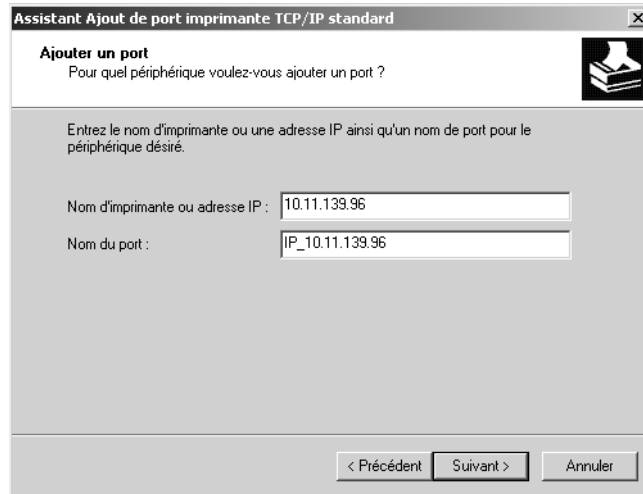 Assistant Ajout de port imprimante TCP/IP standard
Ajouter un port
Pour quel périphérique voulez-vous ajouter un port ?
Entrez le nom d'imprimante ou une adresse IP ainsi qu'un nom de port pour le
périphérique désiré.
Nom d'imprimante ou adresse IP : 10.11.139.96
Nom du port : IP_10.11.139.96
< Précédent Suivant > Annuler